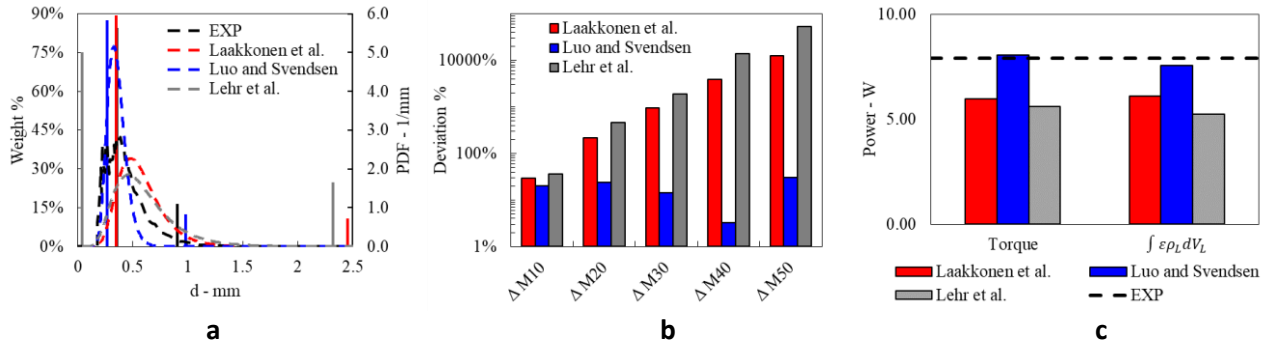 90%
75%
60%
45%
30%
15%
0%
Weight %
6.0
5.0
4.0
3.0
2.0
1.0
0.0
PDF - 1/mm
EXP
Laakkonen et al.
Luo and Svendsen
Lehr et al.
0 0.5 1 1.5 2 2.5
d - mm
a
Deviation %
10000%
100%
1%
Laakkonen et al.
Luo and Svendsen
Lehr et al.
Δ M10 Δ M20 Δ M30 Δ M40 Δ M50
b
Power - W
10.00
5.00
0.00
Torque ∫ ερ_L dV_L
Laakkonen et al. Luo and Svendsen
Lehr et al. EXP
c